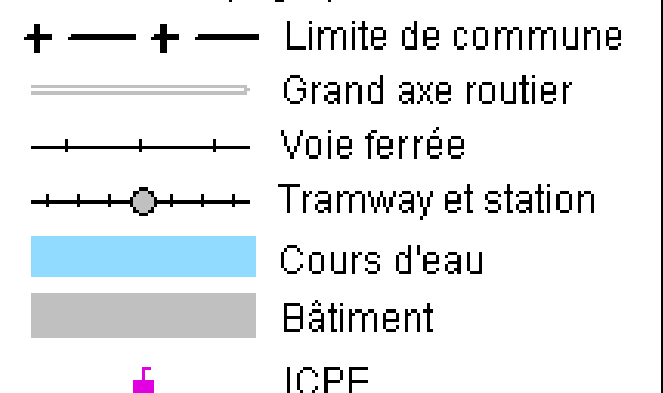 Limite de commune
Grand axe routier
Voie ferrée
Tramway et station
Cours d'eau
Bâtiment
ICPE